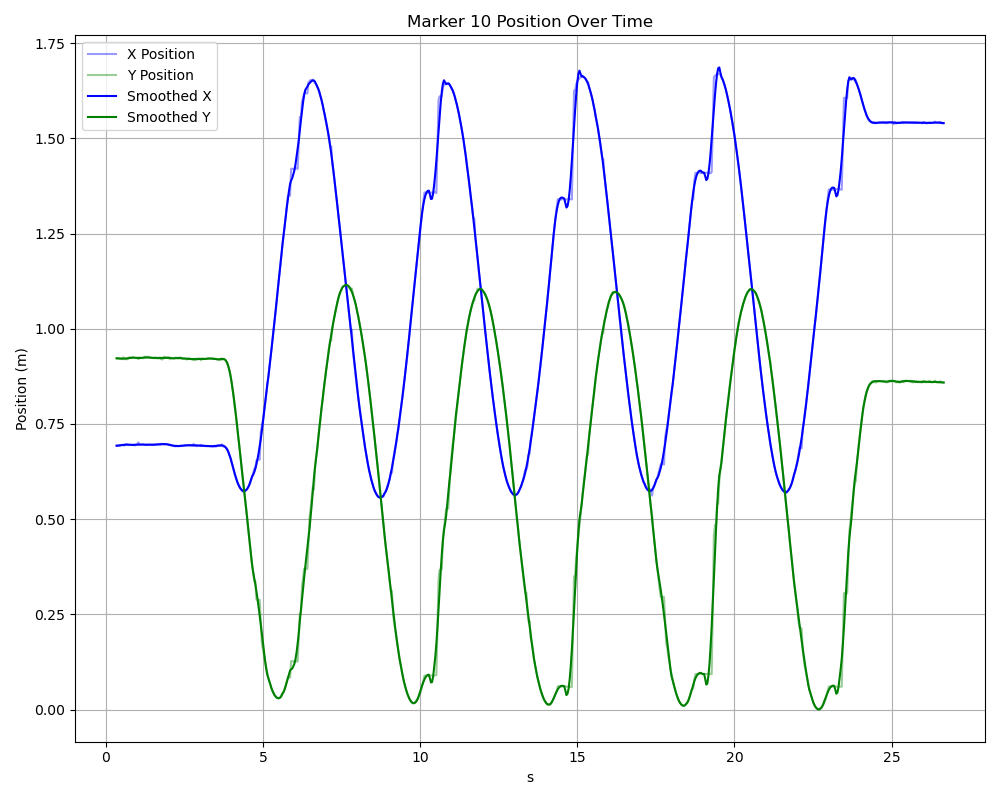 Marker 10 Position Over Time
X Position
Y Position
Smoothed X
Smoothed Y
Position (m)
1.75
1.50
1.25
1.00
0.75
0.50
0.25
0.00
0 5 10 15 20 25
s